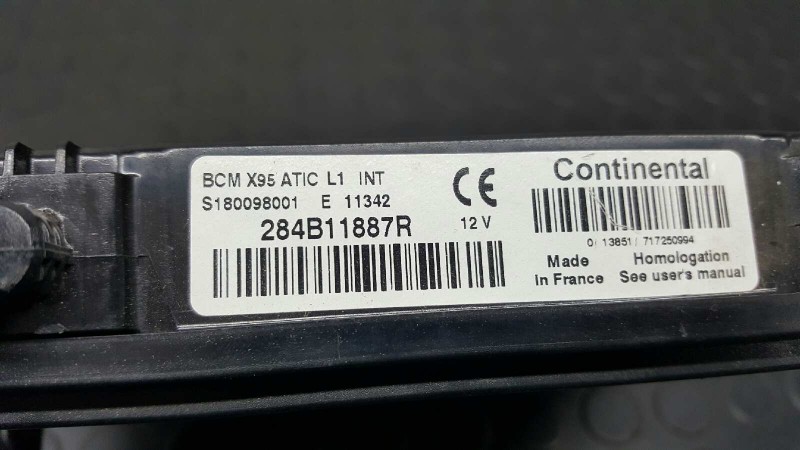 BCM X95 ATIC L1 INT
S180098001 E 11342
284B11887R 12 V
CE
Continental
0/ 13851/ 717250994
Made in France
Homologation
See user's manual